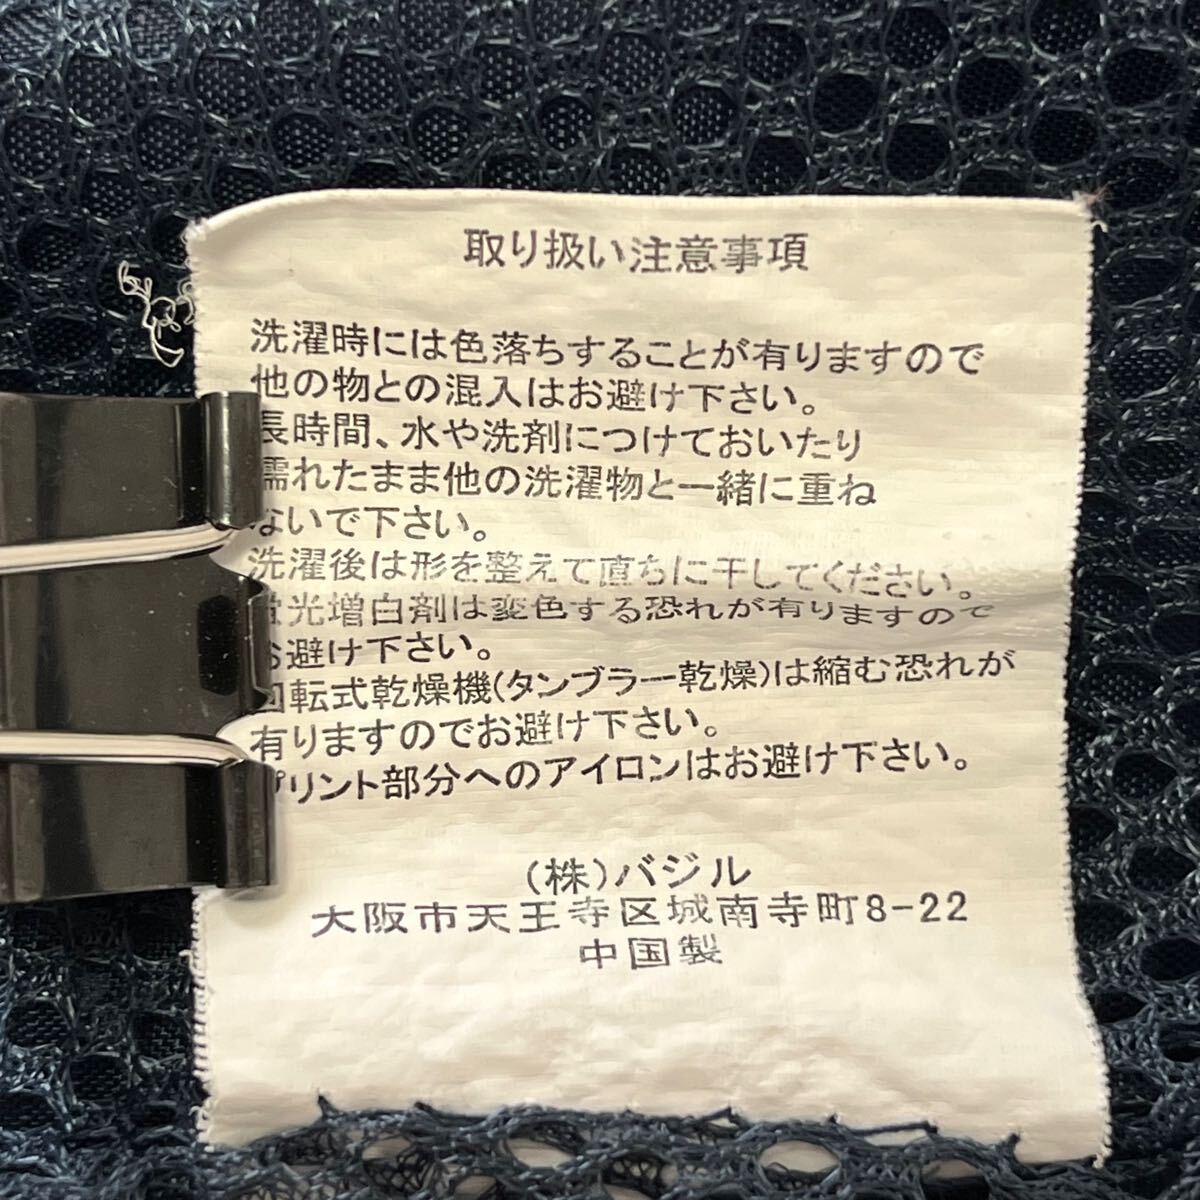 取り扱い注意事項
洗濯時には色落ちすることが有りますので
他の物との混入はお避け下さい。
長時間、水や洗剤につけておいたり
濡れたまま他の洗濯物と一緒に重ね
ないで下さい。
洗濯後は形を整えて直ちに干してください。
蛍光増白剤は変色する恐れが有りますので
お避け下さい。
回転式乾燥機(タンブラー乾燥)は縮む恐れが
有りますのでお避け下さい。
プリント部分へのアイロンはお避け下さい。
(株)バジル
大阪市天王寺区城南寺町8-22
中国製